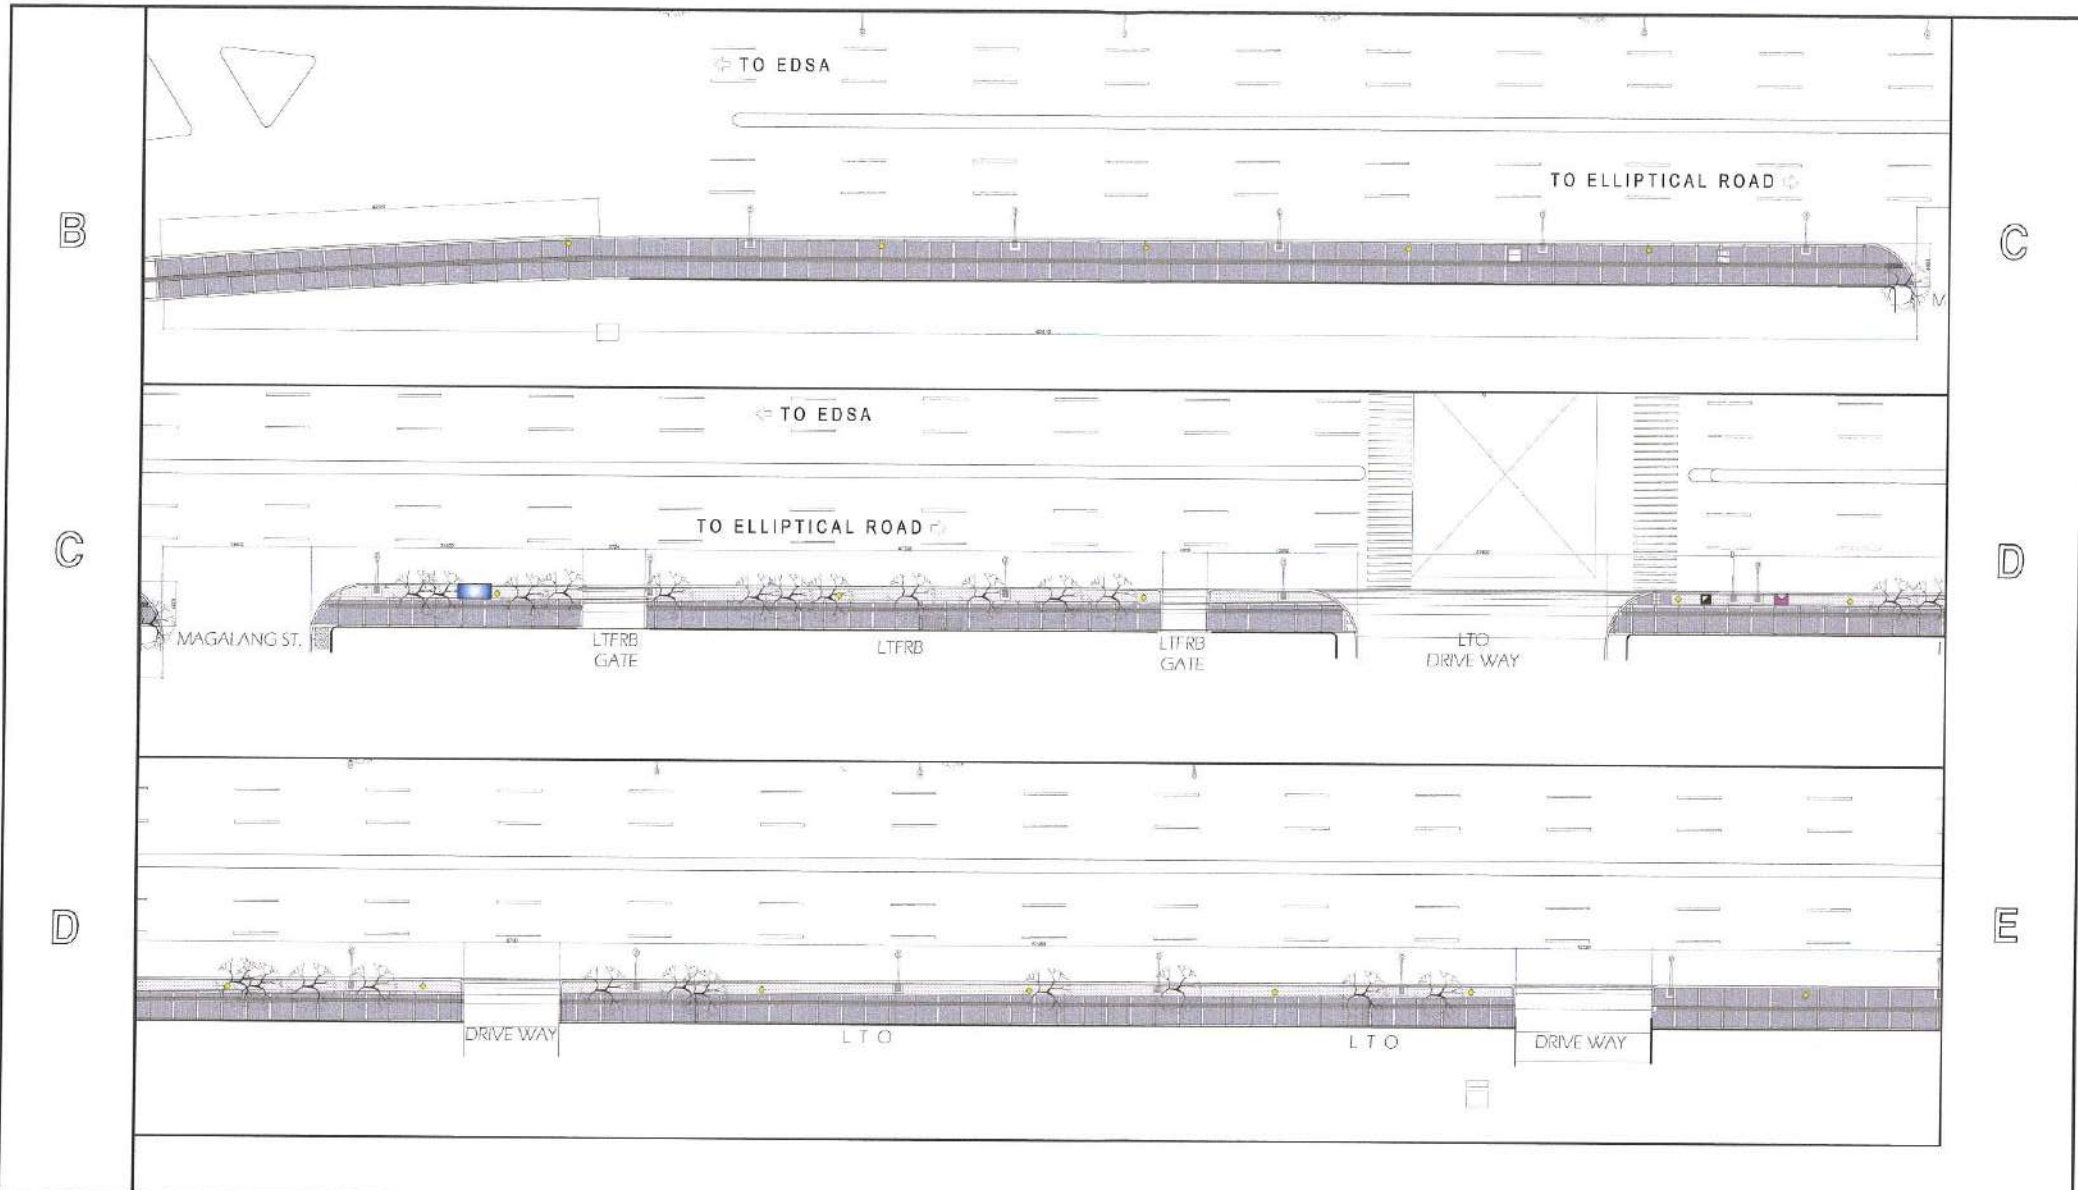 TO EDSA
TO ELLIPTICAL ROAD
B
C
M
TO EDSA
TO ELLIPTICAL ROAD
C
D
MAGALANG ST.
LTFRB
GATE
LTFRB
LTFRB
GATE
LTO
DRIVE WAY
D
E
DRIVE WAY
L T O
L T O
DRIVE WAY